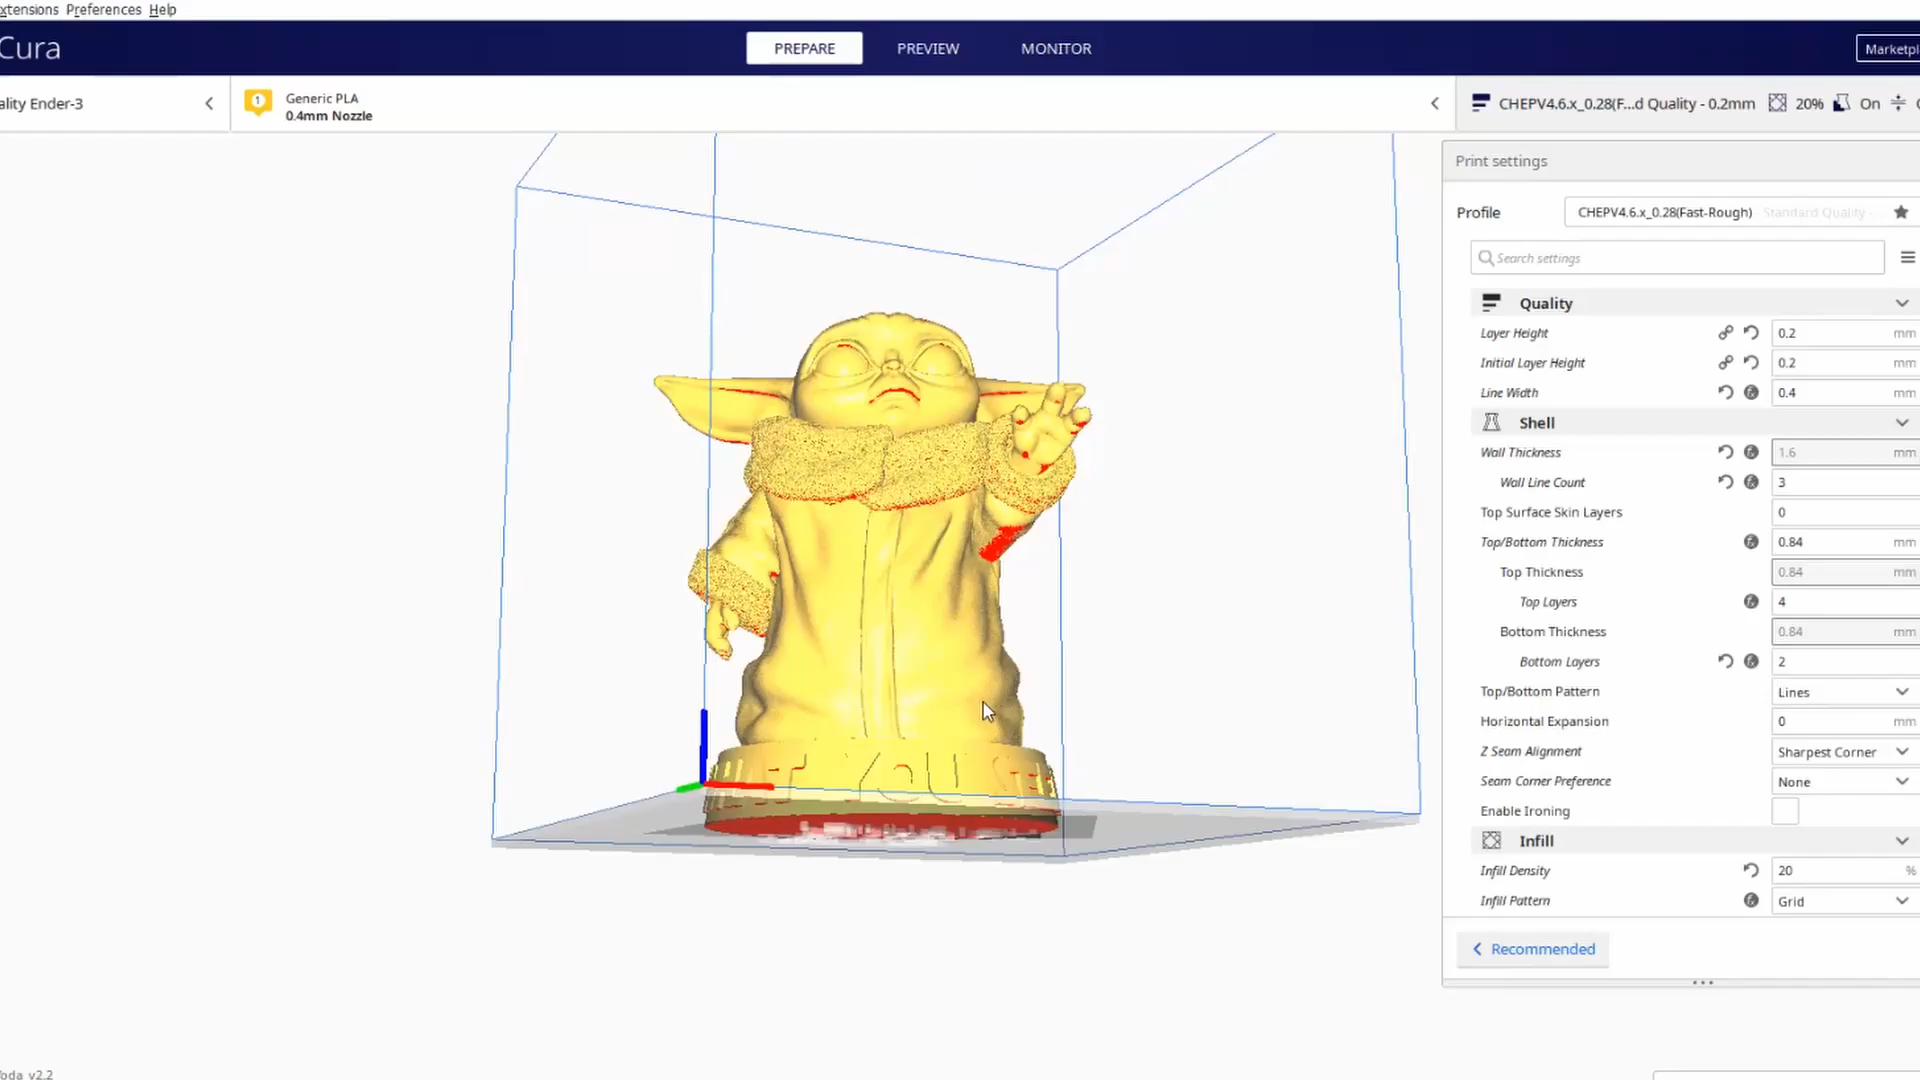 xtensions Preferences Help
Cura
PREPARE
PREVIEW
MONITOR
Marketpl
ality Ender-3
1
Generic PLA
0.4mm Nozzle
CHEPV4.6.x_0.28(F...d Quality - 0.2mm
20%
On
Print settings
Profile
CHEPV4.6.x_0.28(Fast-Rough) Standard Quality -
Search settings
Quality
Layer Height 0.2 mm
Initial Layer Height 0.2 mm
Line Width 0.4 mm
Shell
Wall Thickness 1.6 mm
Wall Line Count 3
Top Surface Skin Layers 0
Top/Bottom Thickness 0.84 mm
Top Thickness 0.84 mm
Top Layers 4
Bottom Thickness 0.84 mm
Bottom Layers 2
Top/Bottom Pattern Lines
Horizontal Expansion 0 mm
Z Seam Alignment Sharpest Corner
Seam Corner Preference None
Enable Ironing
Infill
Infill Density 20 %
Infill Pattern Grid
Recommended
YOU
oda v2.2